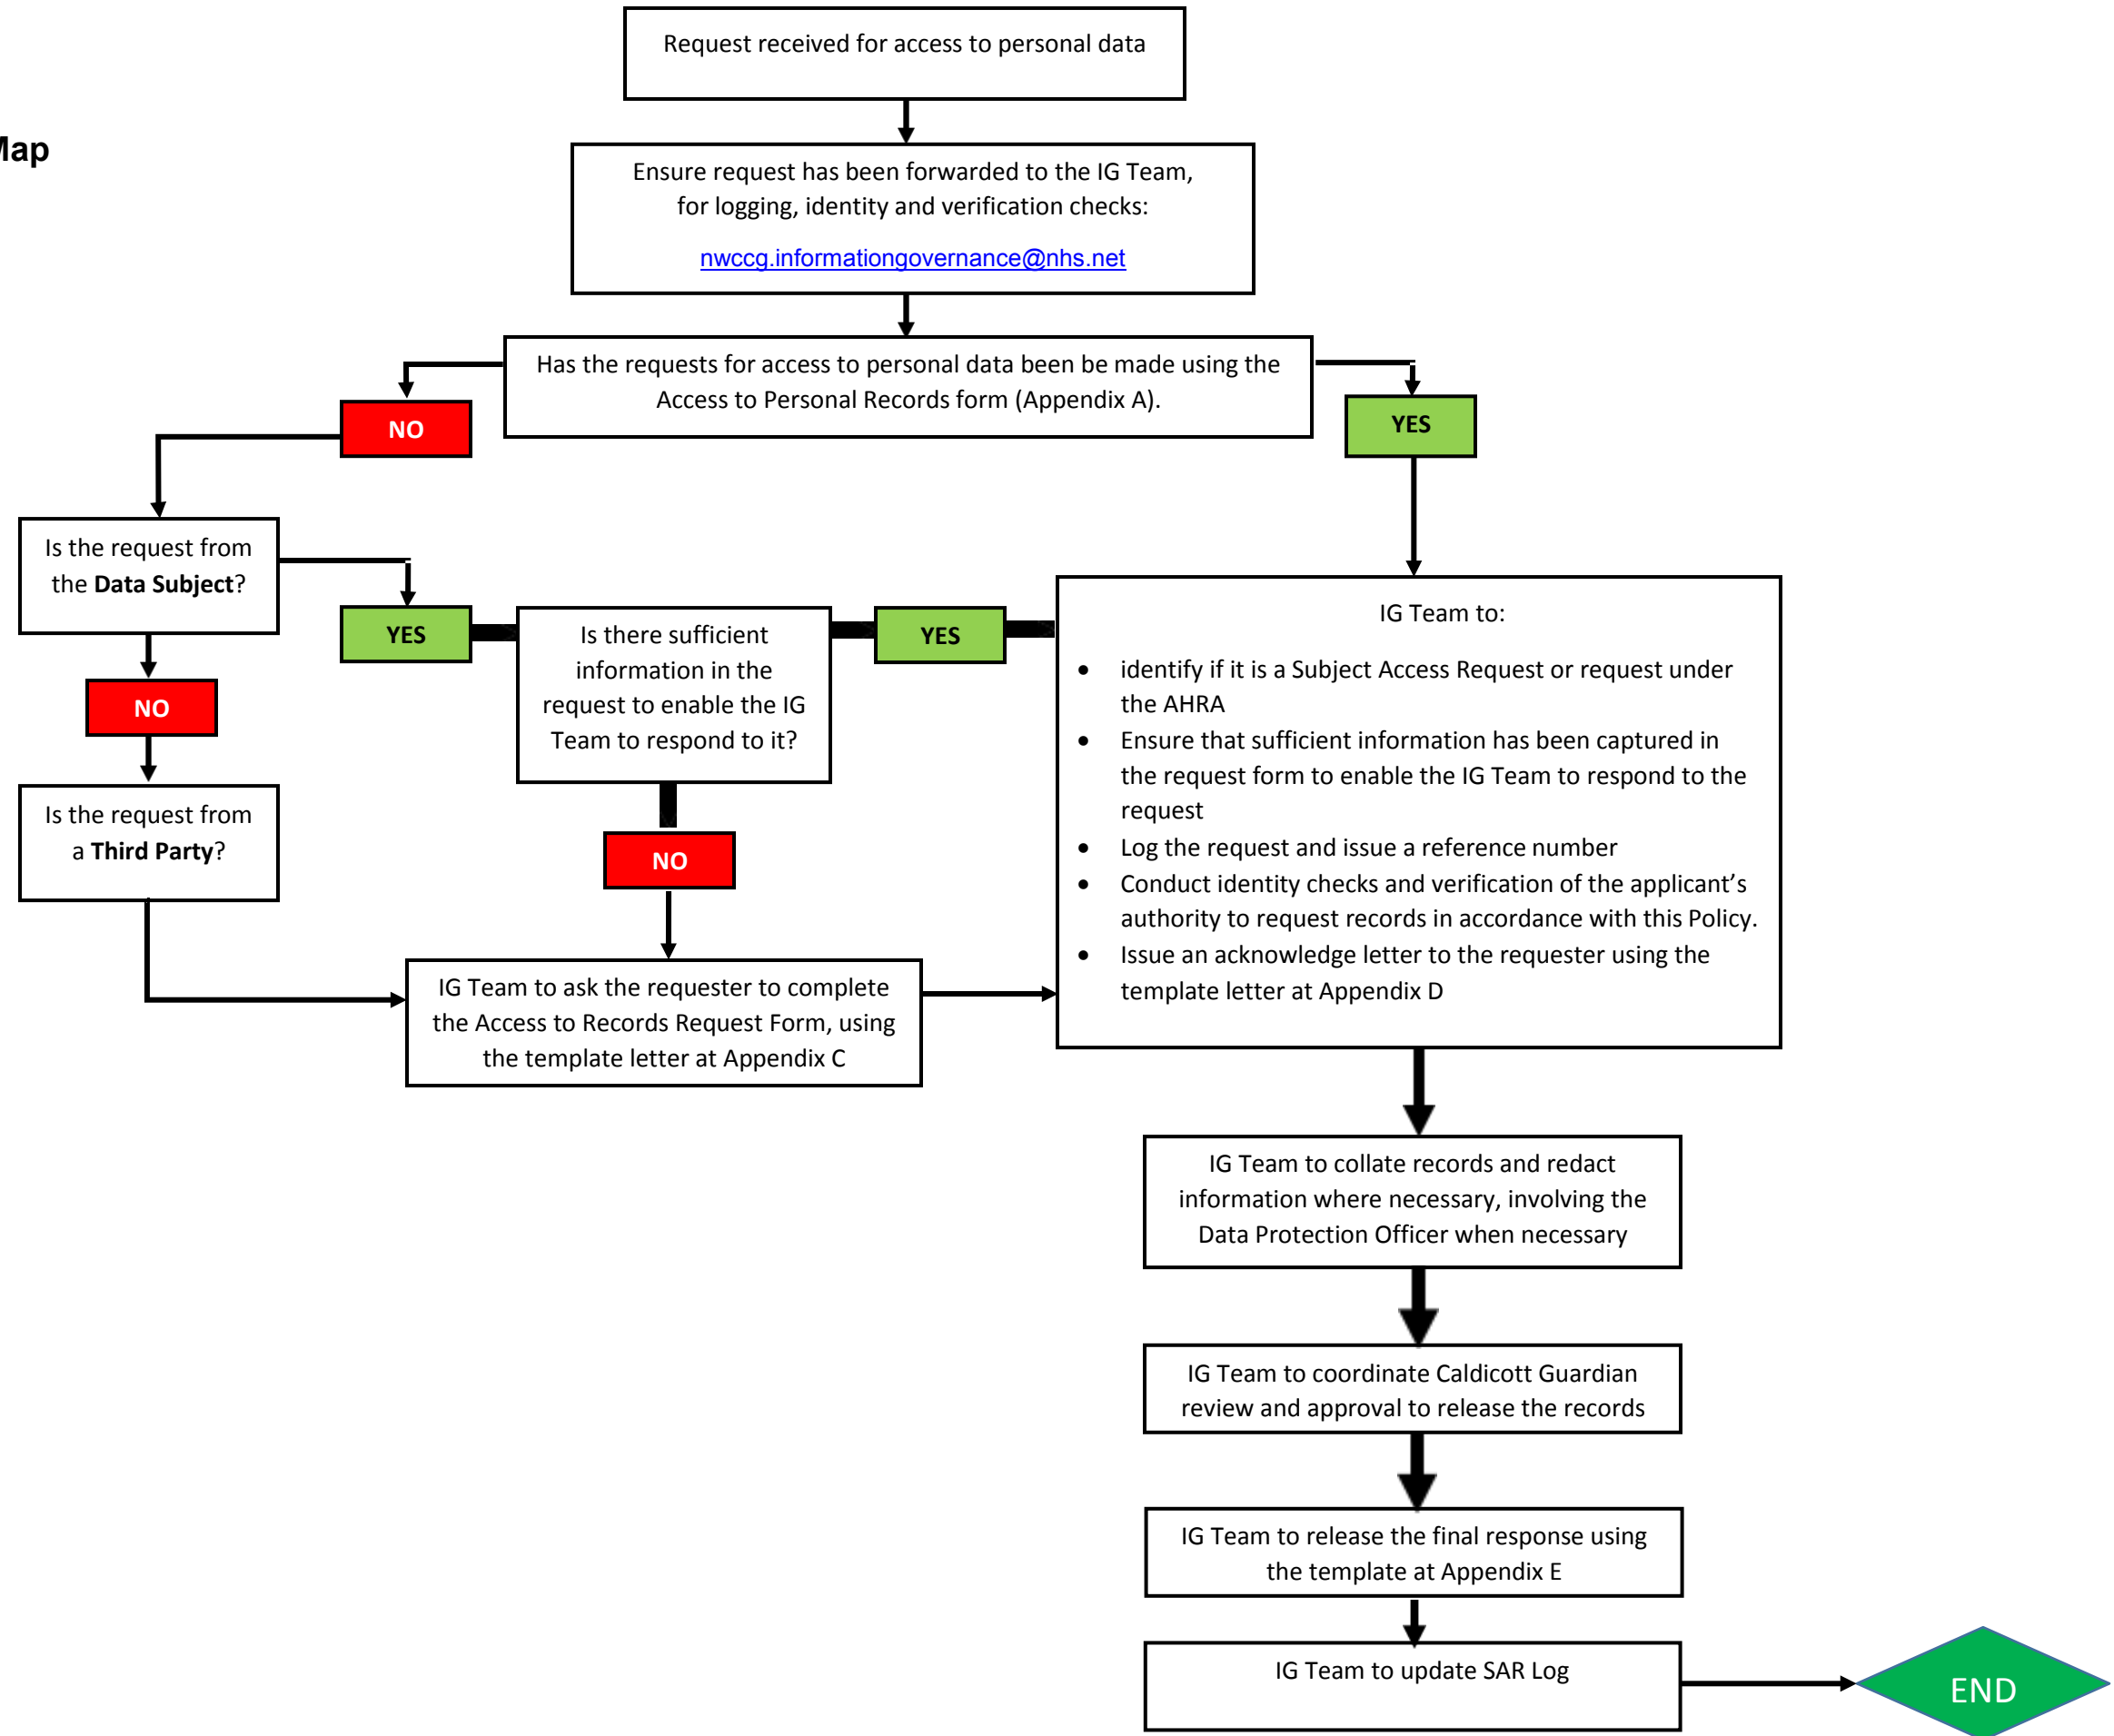 Request received for access to personal data
Map
Ensure request has been forwarded to the IG Team,
for logging, identity and verification checks:
nwccg.informationgovernance@nhs.net
Has the requests for access to personal data been be made using the
Access to Personal Records form (Appendix A).
NO
YES
Is the request from
the Data Subject?
YES
Is there sufficient
information in the
request to enable the IG
Team to respond to it?
YES
NO
Is the request from
a Third Party?
NO
IG Team to ask the requester to complete
the Access to Records Request Form, using
the template letter at Appendix C
IG Team to:
• identify if it is a Subject Access Request or request under
the AHRA
• Ensure that sufficient information has been captured in
the request form to enable the IG Team to respond to the
request
• Log the request and issue a reference number
• Conduct identity checks and verification of the applicant’s
authority to request records in accordance with this Policy.
• Issue an acknowledge letter to the requester using the
template letter at Appendix D
IG Team to collate records and redact
information where necessary, involving the
Data Protection Officer when necessary
IG Team to coordinate Caldicott Guardian
review and approval to release the records
IG Team to release the final response using
the template at Appendix E
IG Team to update SAR Log
END